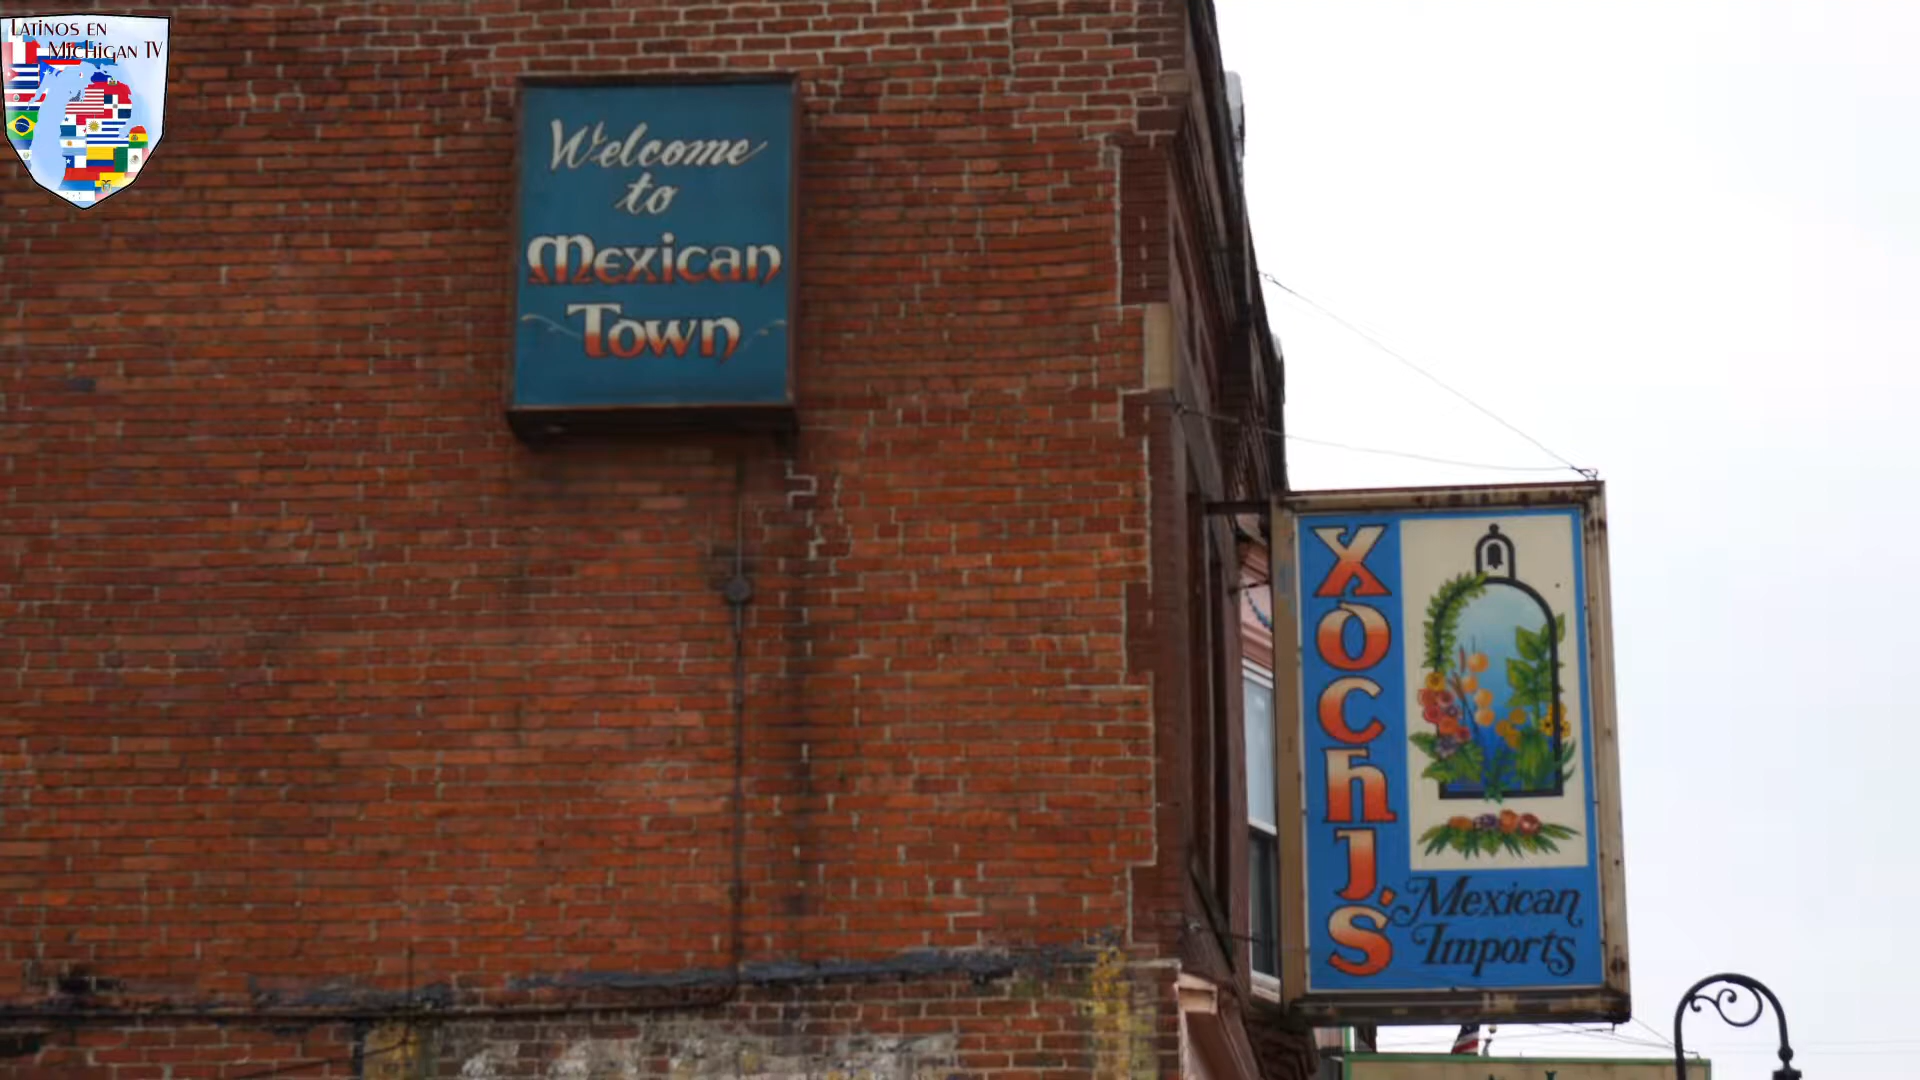 Latinos en
Michigan TV
Welcome
to
Mexican
Town
Xochi's
Mexican
Imports